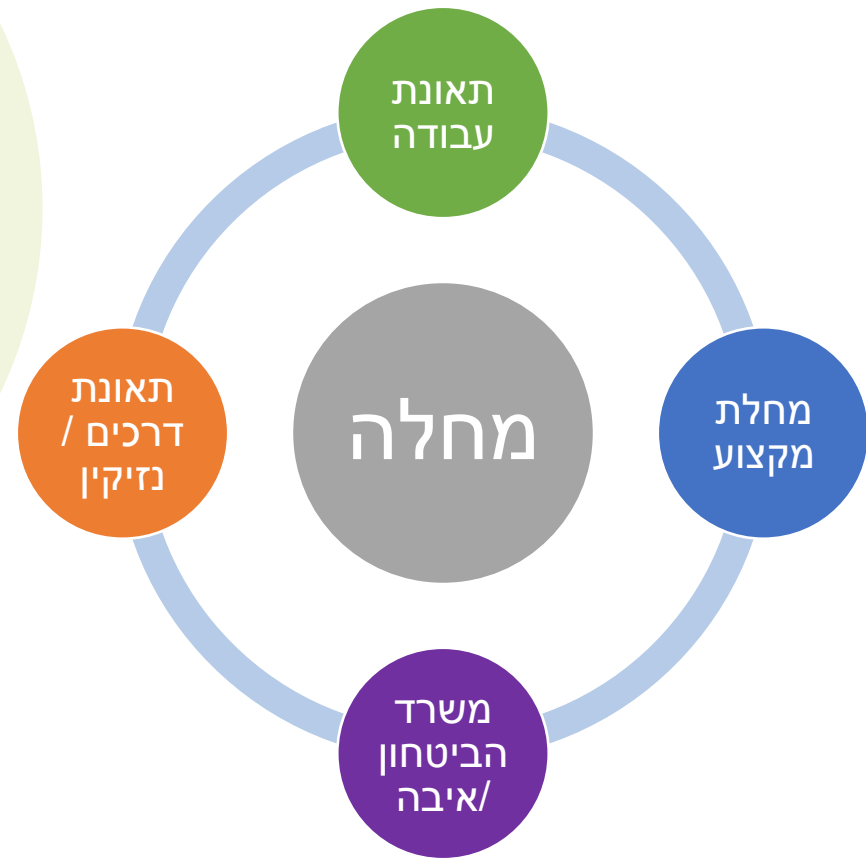 תאונת
עבודה
מחלה
מחלת
מקצוע
תאונת
דרכים /
נזיקין
משרד
הביטחון
/איבה